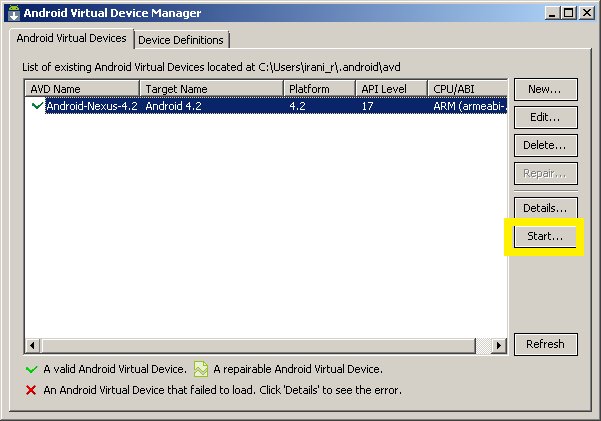 Android Virtual Device Manager
Android Virtual Devices Device Definitions
List of existing Android Virtual Devices located at C:\Users\irani_r\.android\avd
AVD Name Target Name Platform API Level CPU/ABI
Android-Nexus-4.2 Android 4.2 4.2 17 ARM (armeabi-
New...
Edit...
Delete...
Repair...
Details...
Start...
Refresh
A valid Android Virtual Device. A repairable Android Virtual Device.
An Android Virtual Device that failed to load. Click 'Details' to see the error.